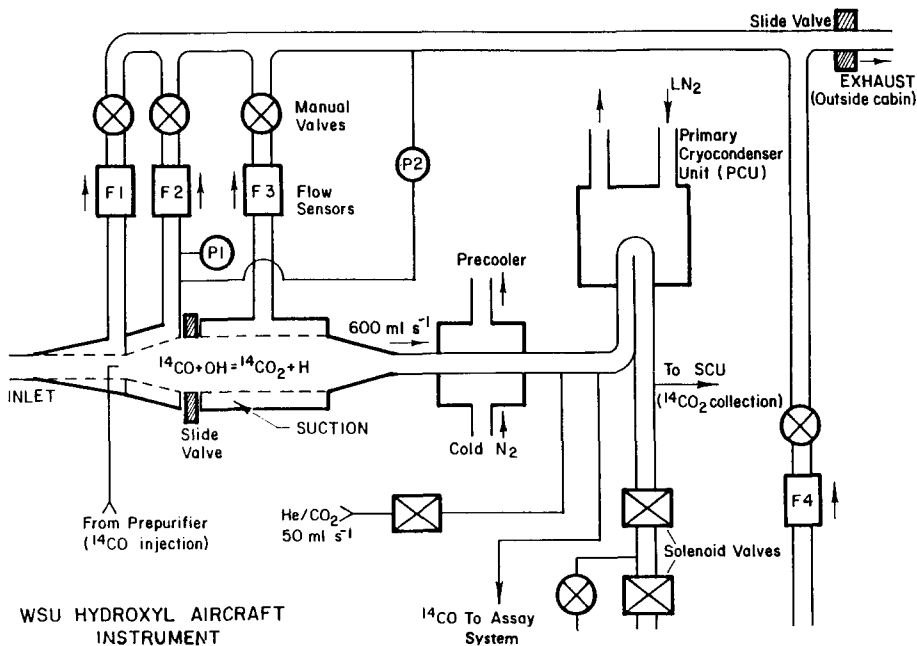 Slide Valve
EXHAUST
(Outside cabin)
LN₂
Manual
Valves
Primary
Cryocondenser
Unit (PCU)
P2
F1
F2
F3
Flow
Sensors
P1
Precooler
600 ml s⁻¹
¹⁴CO+OH=¹⁴CO₂+H
INLET
To SCU
(¹⁴CO₂ collection)
SUCTION
Slide
Valve
Cold N₂
F4
From Prepurifier
(¹⁴CO injection)
He/CO₂
50 ml s⁻¹
Solenoid Valves
¹⁴CO To Assay
System
WSU HYDROXYL AIRCRAFT
INSTRUMENT